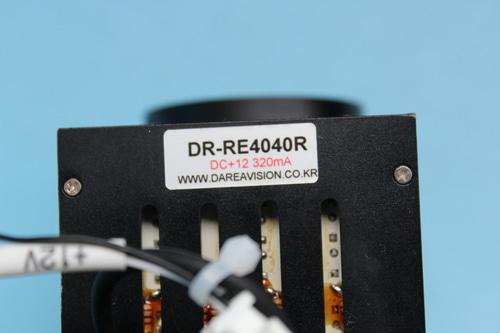 DR-RE4040R
DC+12 320mA
WWW.DAREAVISION.CO.KR
+12V